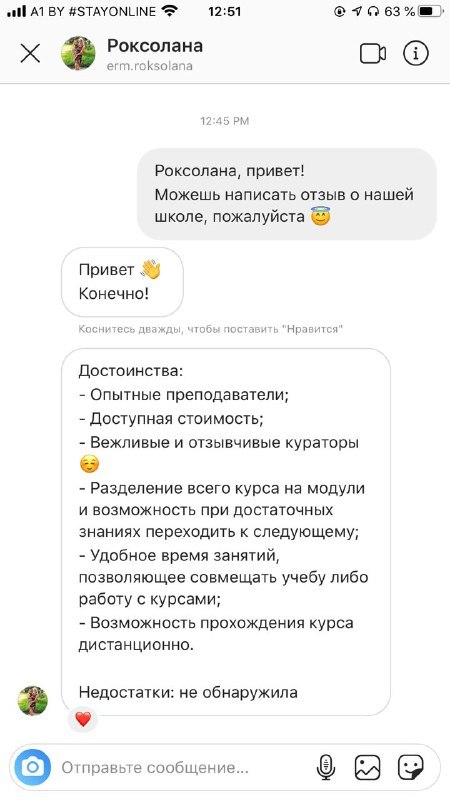 A1 BY #STAYONLINE 12:51 63 %
Роксолана
erm.roksolana
12:45 PM
Роксолана, привет!
Можешь написать отзыв о нашей
школе, пожалуйста 😇
Привет 👋
Конечно!
Коснитесь дважды, чтобы поставить "Нравится"
Достоинства:
- Опытные преподаватели;
- Доступная стоимость;
- Вежливые и отзывчивые кураторы
☺️
- Разделение всего курса на модули
и возможность при достаточных
знаниях переходить к следующему;
- Удобное время занятий,
позволяющее совмещать учебу либо
работу с курсами;
- Возможность прохождения курса
дистанционно.
Недостатки: не обнаружила
❤️
Отправьте сообщение...